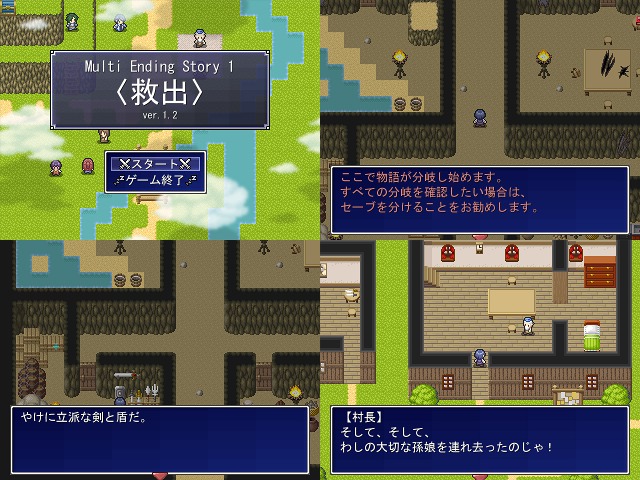 Multi Ending Story 1
〈救出〉
ver.1.2
スタート
ゲーム終了
ここで物語が分岐し始めます。
すべての分岐を確認したい場合は、
セーブを分けることをお勧めします。
やけに立派な剣と盾だ。
【村長】
そして、そして、
わしの大切な孫娘を連れ去ったのじゃ！